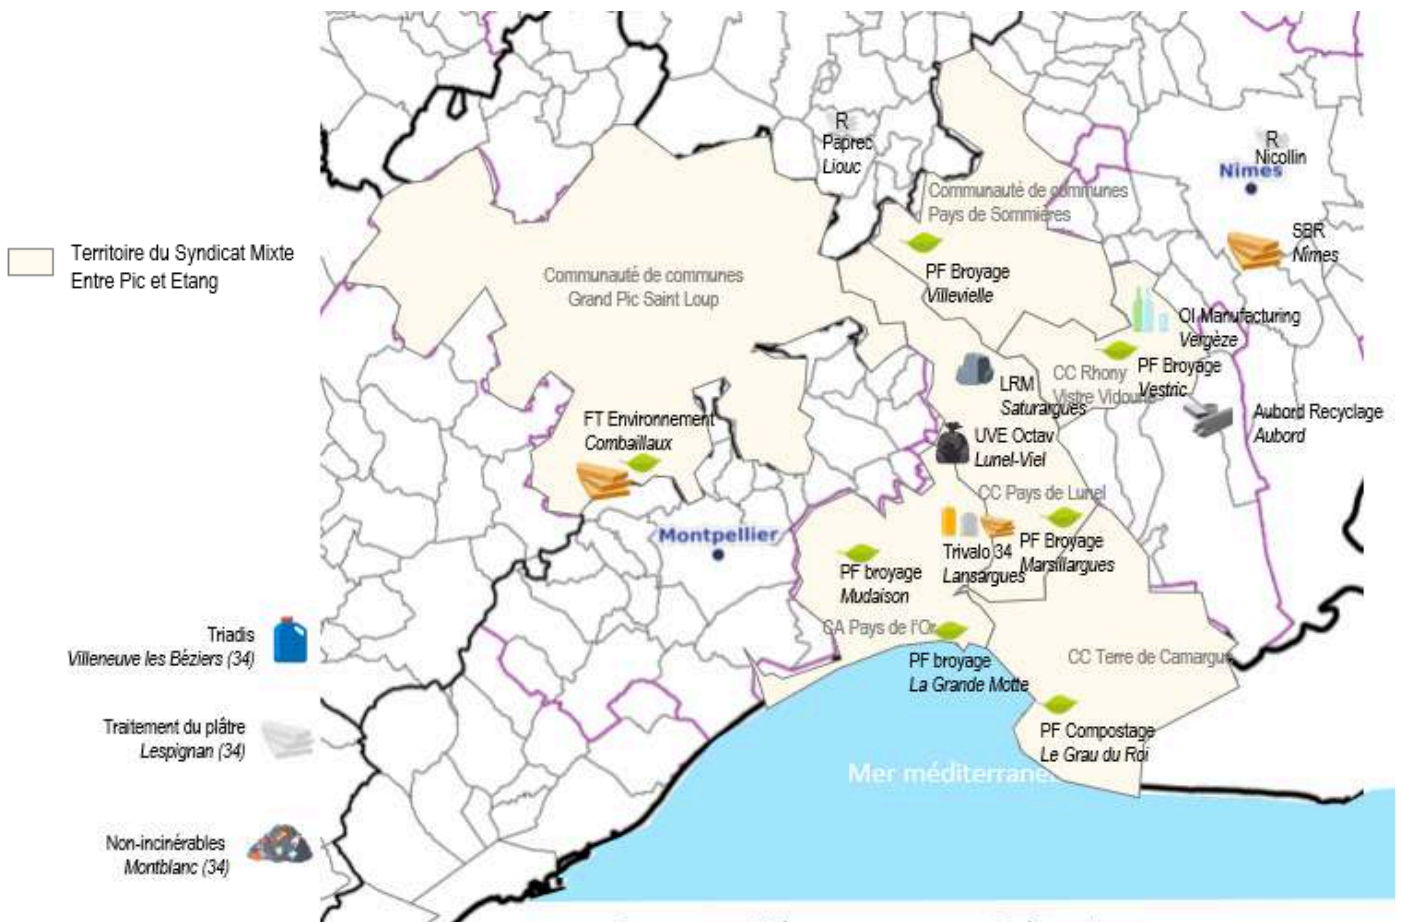 Territoire du Syndicat Mixte
Entre Pic et Etang
R
Paprec
Liouc
R
Nicollin
Nîmes
Communauté de communes
Pays de Sommières
SBR
Nîmes
Communauté de communes
Grand Pic Saint Loup
PF Broyage
Villevielle
OI Manufacturing
Vergèze
CC Rhony
Vistre Vidourle
PF Broyage
Vestric
LRM
Saturargues
Aubord Recyclage
Aubord
FT Environnement
Combaillaux
UVE Octav
Lunel-Viel
CC Pays de Lunel
Montpellier
Trivalo 34
Lansargues
PF Broyage
Marsillargues
PF broyage
Mudaison
CA Pays de l'Or
CC Terre de Camargue
PF broyage
La Grande Motte
Triadis
Villeneuve les Béziers (34)
PF Compostage
Le Grau du Roi
Traitement du plâtre
Lespignan (34)
Mer méditerrane
Non-incinérables
Montblanc (34)